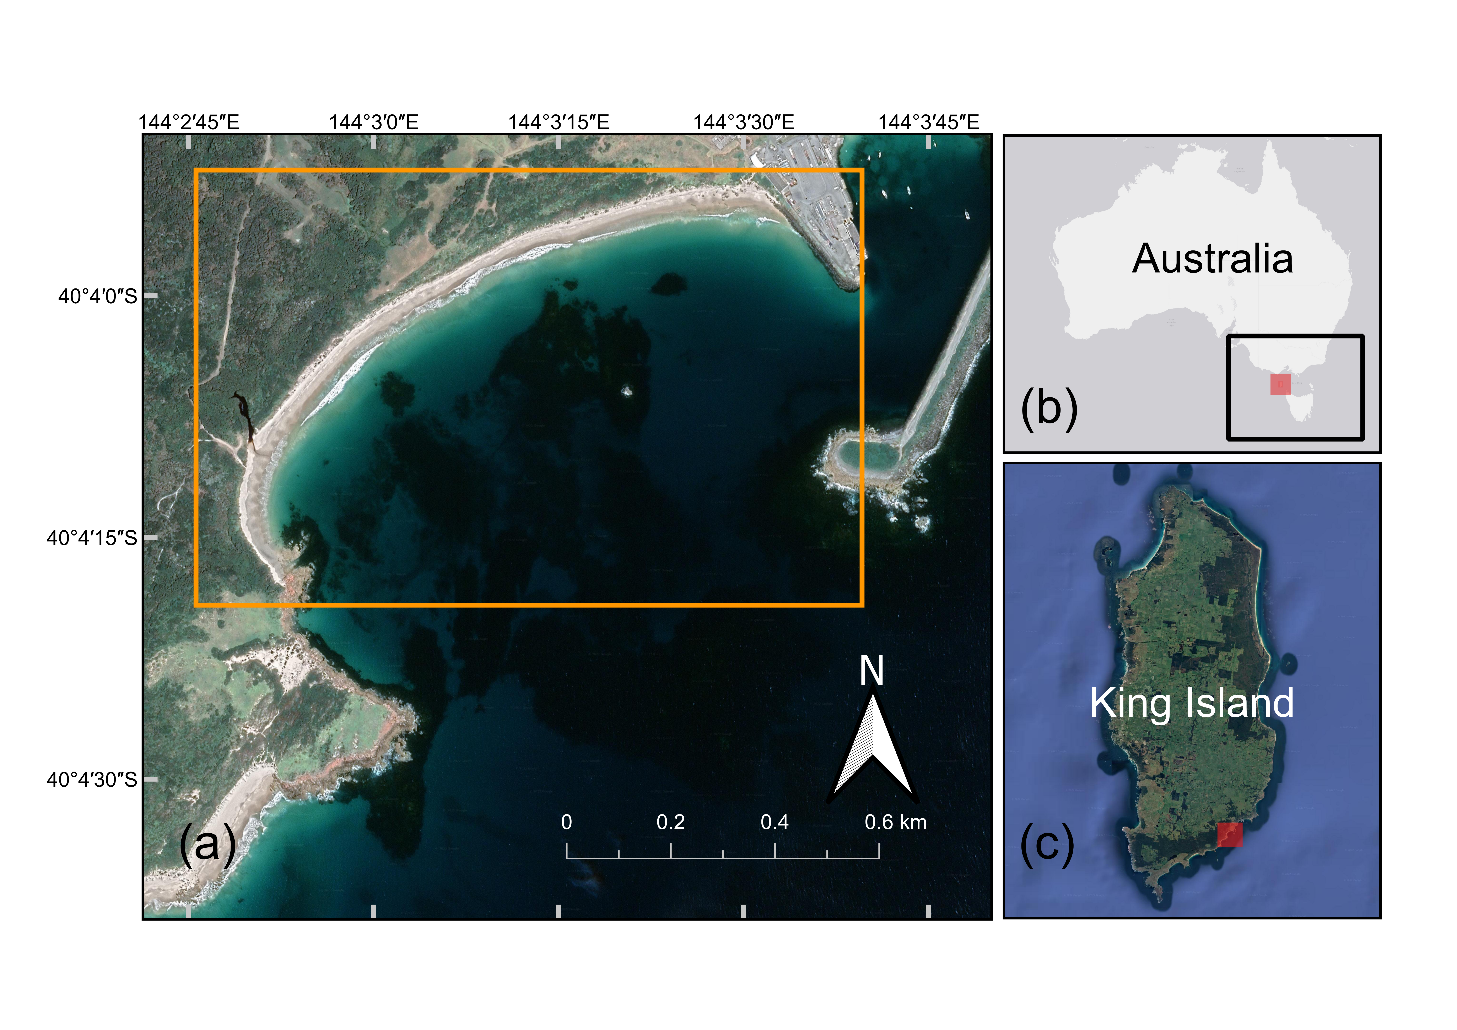 144°2′45″E 144°3′0″E 144°3′15″E 144°3′30″E 144°3′45″E
40°4′0″S
40°4′15″S
40°4′30″S
N
0 0.2 0.4 0.6 km
(a)
Australia
(b)
King Island
(c)